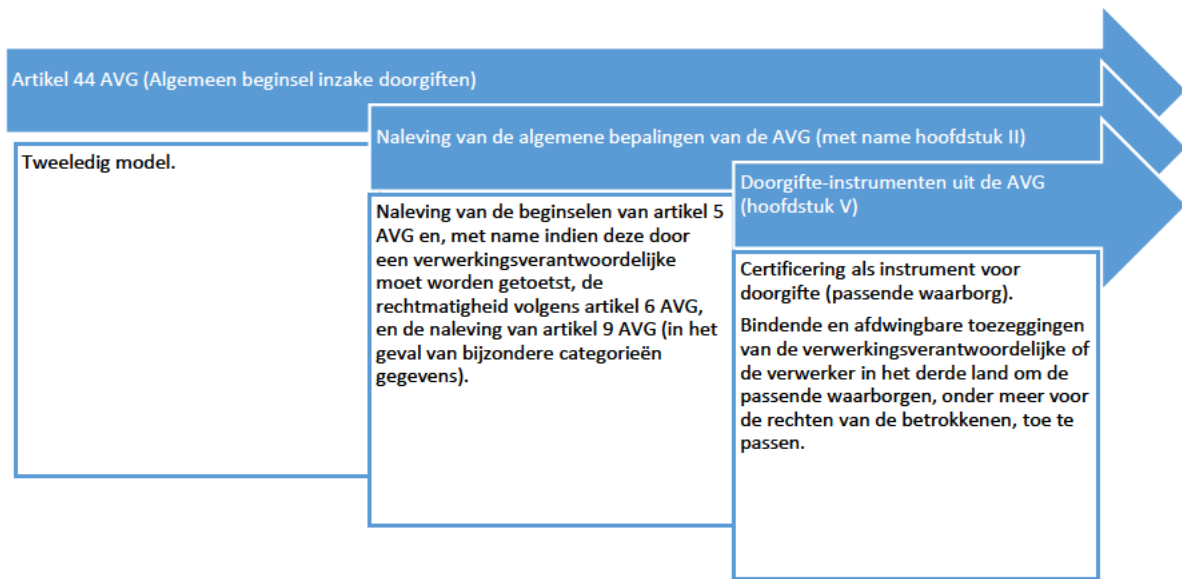 Artikel 44 AVG (Algemeen beginsel inzake doorgiften)
Tweeledig model.
Naleving van de algemene bepalingen van de AVG (met name hoofdstuk II)
Naleving van de beginselen van artikel 5
AVG en, met name indien deze door
een verwerkingsverantwoordelijke
moet worden getoetst, de
rechtmatigheid volgens artikel 6 AVG,
en de naleving van artikel 9 AVG (in het
geval van bijzondere categorieën
gegevens).
Doorgifte-instrumenten uit de AVG
(hoofdstuk V)
Certificering als instrument voor
doorgifte (passende waarborg).
Bindende en afdwingbare toezeggingen
van de verwerkingsverantwoordelijke of
de verwerker in het derde land om de
passende waarborgen, onder meer voor
de rechten van de betrokkenen, toe te
passen.